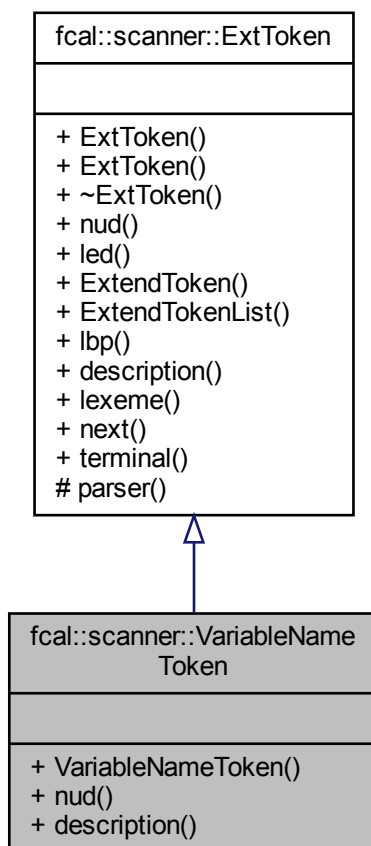 fcal::scanner::ExtToken
+ ExtToken()
+ ExtToken()
+ ~ExtToken()
+ nud()
+ led()
+ ExtendToken()
+ ExtendTokenList()
+ lbp()
+ description()
+ lexeme()
+ next()
+ terminal()
# parser()
fcal::scanner::VariableName
Token
+ VariableNameToken()
+ nud()
+ description()